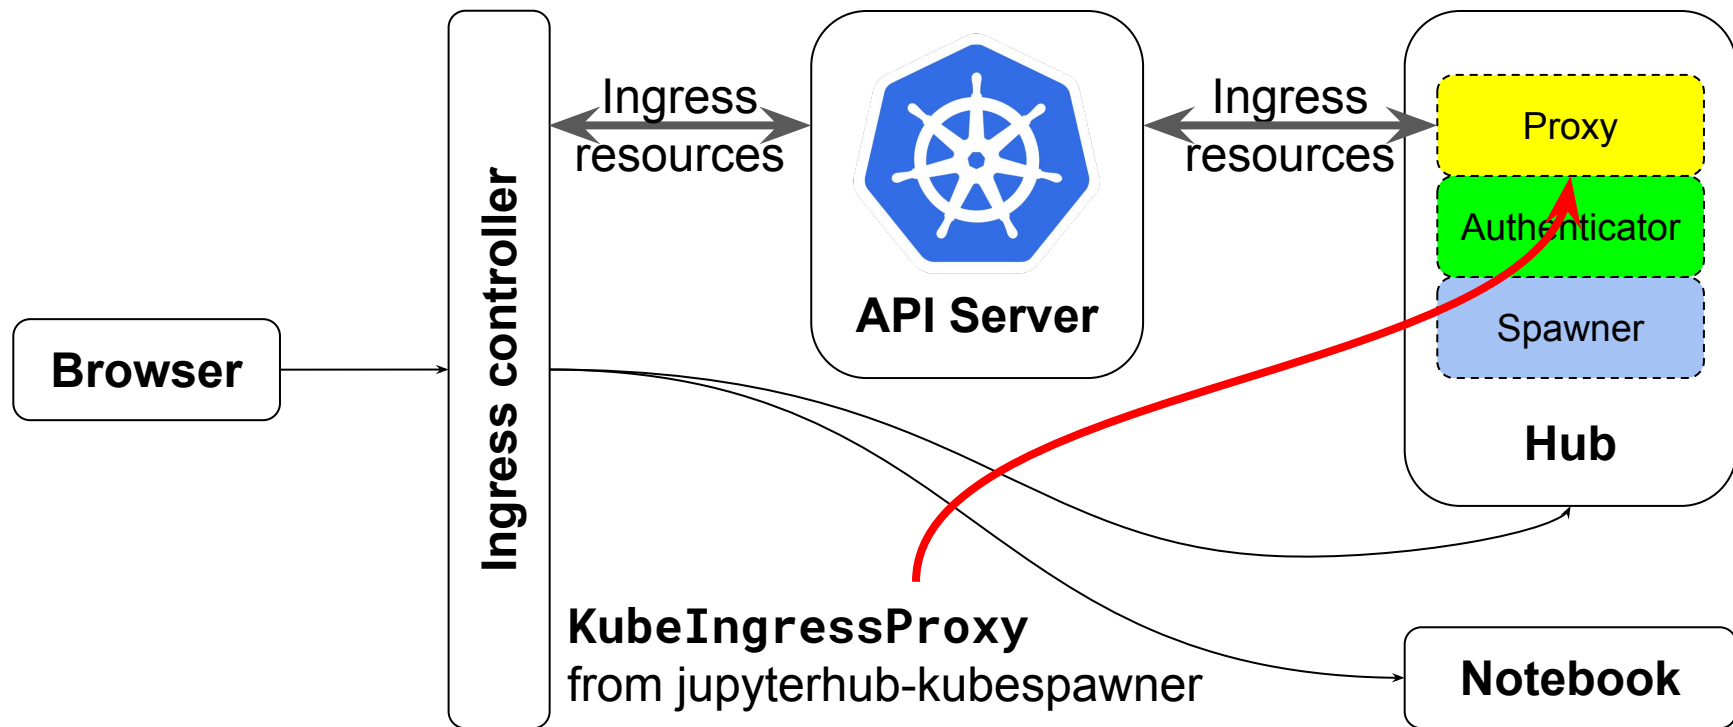 Browser
Ingress controller
Ingress
resources
API Server
Ingress
resources
Proxy
Authenticator
Spawner
Hub
KubeIngressProxy
from jupyterhub-kubespawner
Notebook